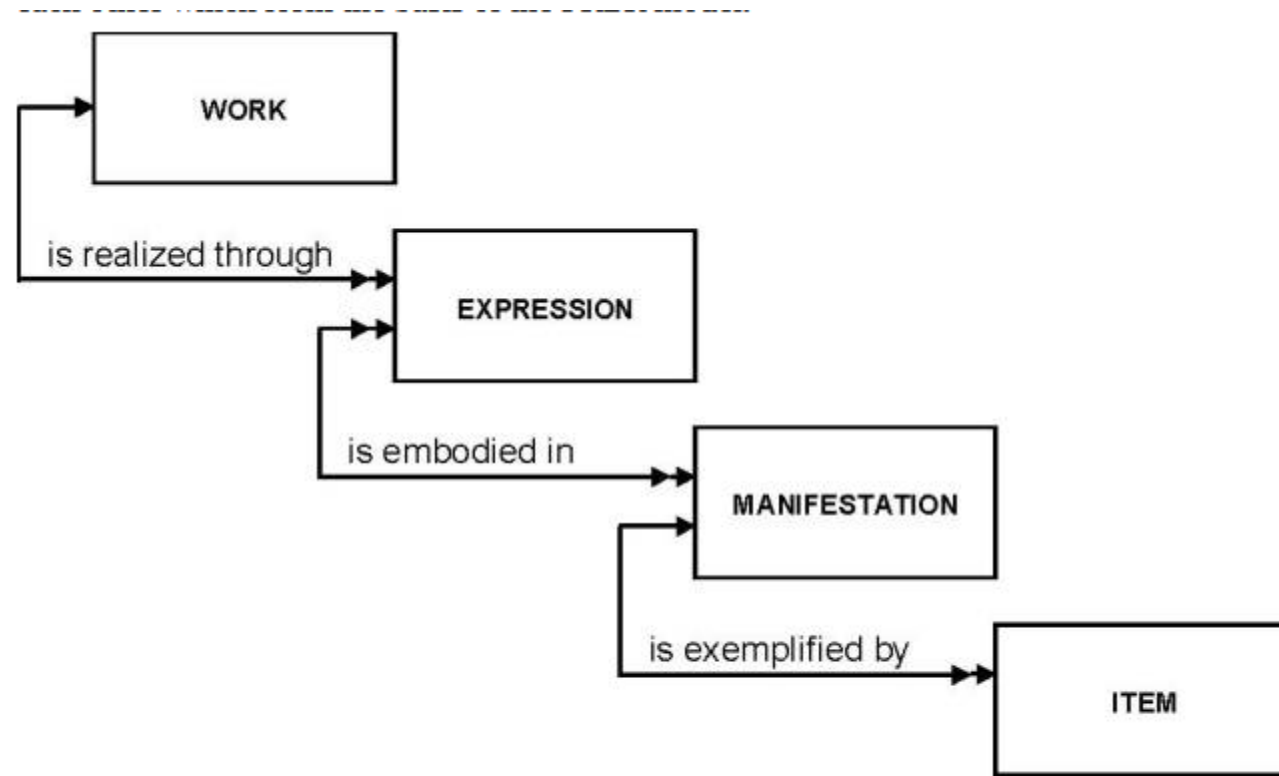 WORK
is realized through
EXPRESSION
is embodied in
MANIFESTATION
is exemplified by
ITEM